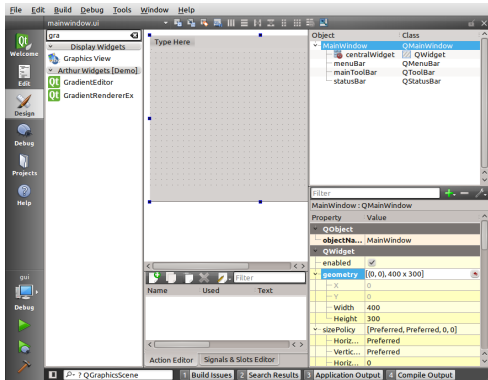 File Edit Build Debug Tools Window Help
mainwindow.ui
gra
Display Widgets
Graphics View
Arthur Widgets [Demo]
GradientEditor
GradientRendererEx
Welcome
Edit
Design
Debug
Projects
Help
gui
Debug
Type Here
Filter
Name Used Text
Action Editor Signals & Slots Editor
Object Class
MainWindow QMainWindow
centralWidget QWidget
menuBar QMenuBar
mainToolBar QToolBar
statusBar QStatusBar
Filter
MainWindow : QMainWindow
Property Value
QObject
objectNa... MainWindow
QWidget
enabled
geometry [(0, 0), 400 x 300]
X 0
Y 0
Width 400
Height 300
sizePolicy [Preferred, Preferred, 0, 0]
Horiz... Preferred
Vertic... Preferred
Horiz... 0
? QGraphicsScene
1 Build Issues 2 Search Results 3 Application Output 4 Compile Output